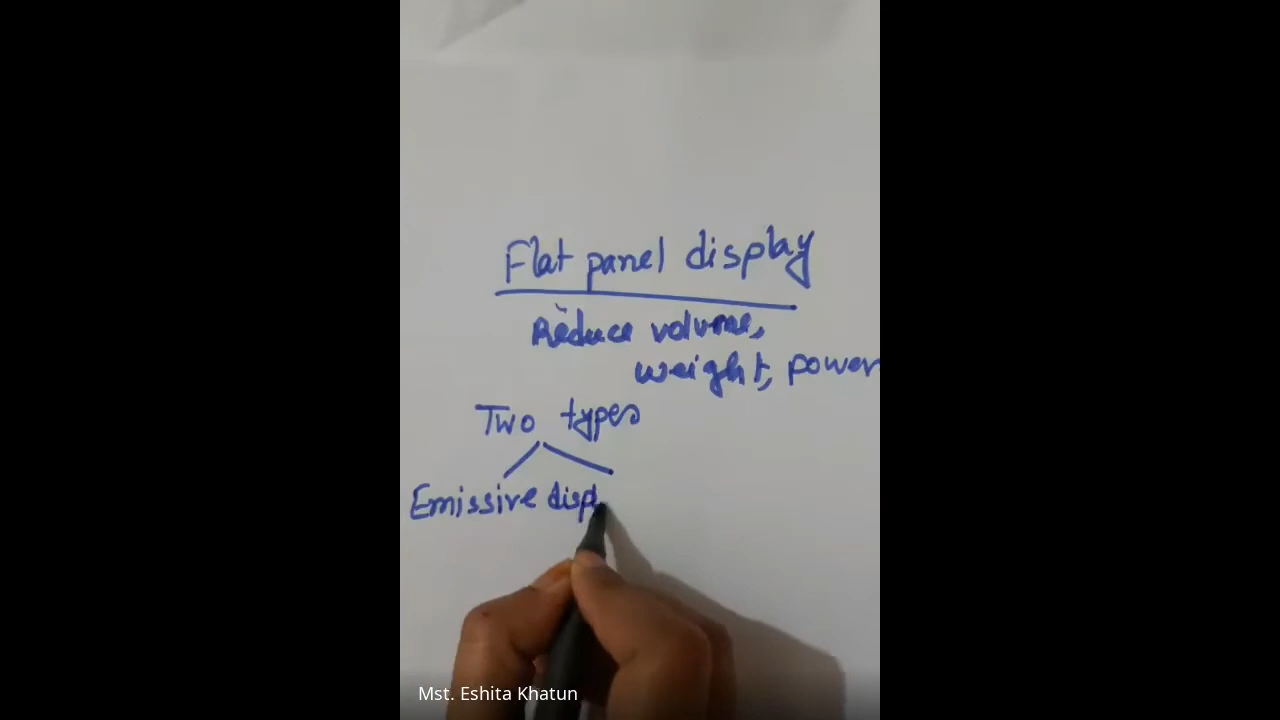 Flat panel display
Reduce volume,
weight, power
Two types
Emissive disp
Mst. Eshita Khatun